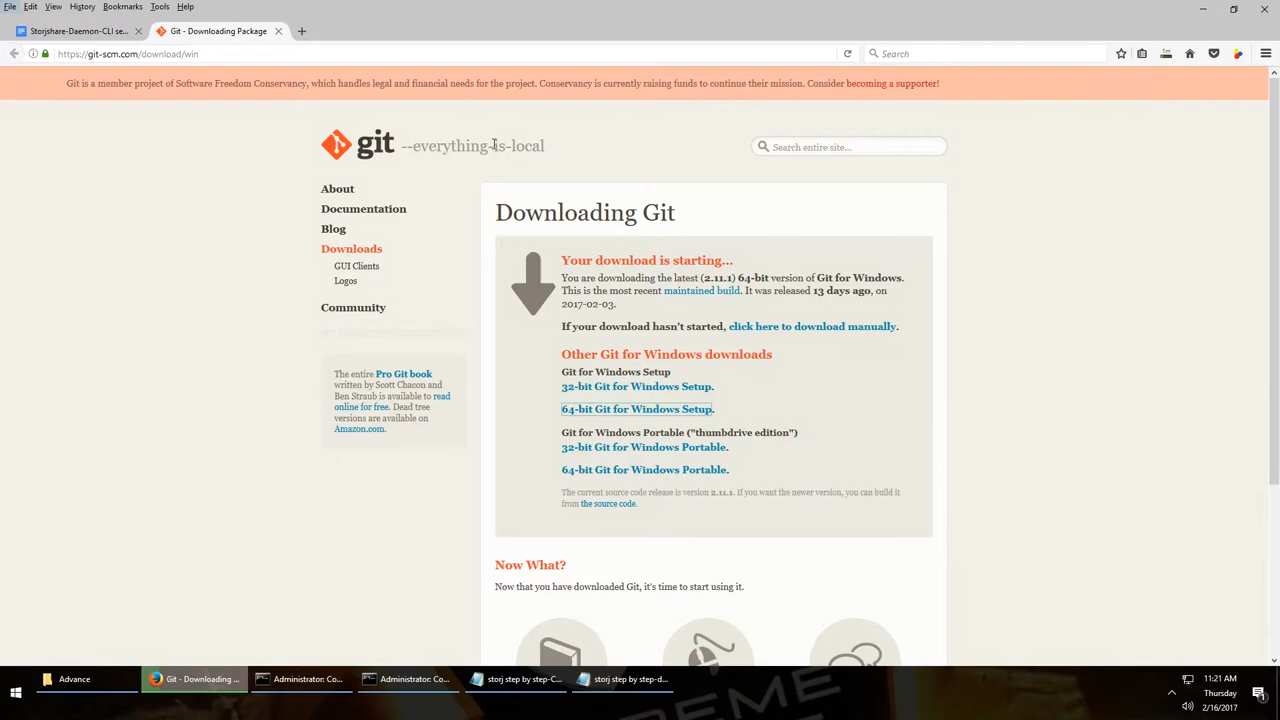 File Edit View History Bookmarks Tools Help
Storjshare-Daemon-CLI se... Git - Downloading Package
https://git-scm.com/download/win Search
Git is a member project of Software Freedom Conservancy, which handles legal and financial needs for the project. Conservancy is currently raising funds to continue their mission. Consider becoming a supporter!
git --everything-is-local
Search entire site...
About
Documentation
Blog
Downloads
GUI Clients
Logos
Community
The entire Pro Git book
written by Scott Chacon and
Ben Straub is available to read
online for free. Dead tree
versions are available on
Amazon.com.
Downloading Git
Your download is starting...
You are downloading the latest (2.11.1) 64-bit version of Git for Windows.
This is the most recent maintained build. It was released 13 days ago, on
2017-02-03.
If your download hasn't started, click here to download manually.
Other Git for Windows downloads
Git for Windows Setup
32-bit Git for Windows Setup.
64-bit Git for Windows Setup.
Git for Windows Portable ("thumbdrive edition")
32-bit Git for Windows Portable.
64-bit Git for Windows Portable.
The current source code release is version 2.11.1. If you want the newer version, you can build it
from the source code.
Now What?
Now that you have downloaded Git, it's time to start using it.
Advance Git - Downloading ... Administrator: Co... Administrator: Co... storj step by step-C... storj step by step-d...
11:21 AM
Thursday
2/16/2017